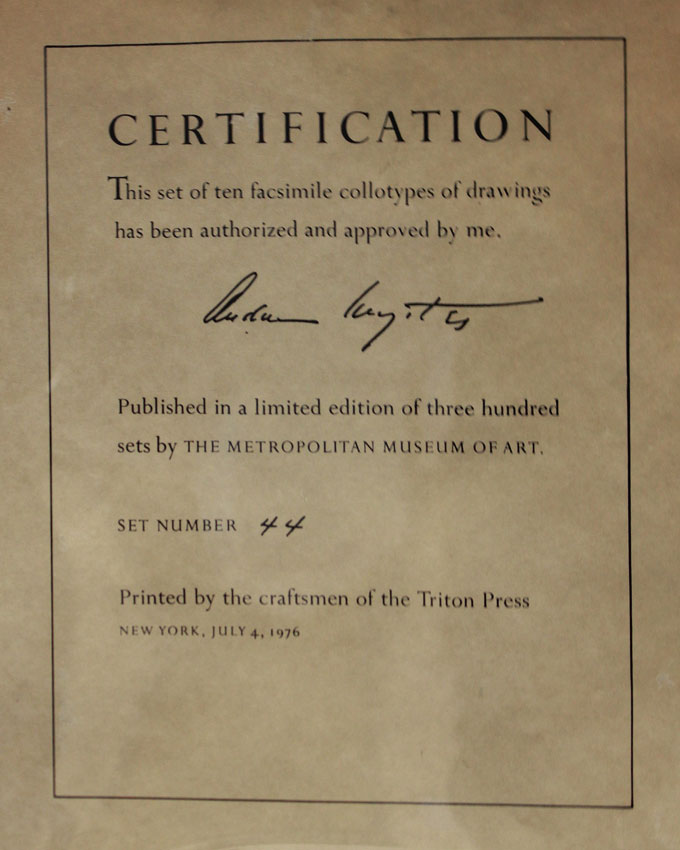 CERTIFICATION
This set of ten facsimile collotypes of drawings
has been authorized and approved by me.
Andrew Wyeth
Published in a limited edition of three hundred
sets by THE METROPOLITAN MUSEUM OF ART.
SET NUMBER 44
Printed by the craftsmen of the Triton Press
NEW YORK, JULY 4, 1976